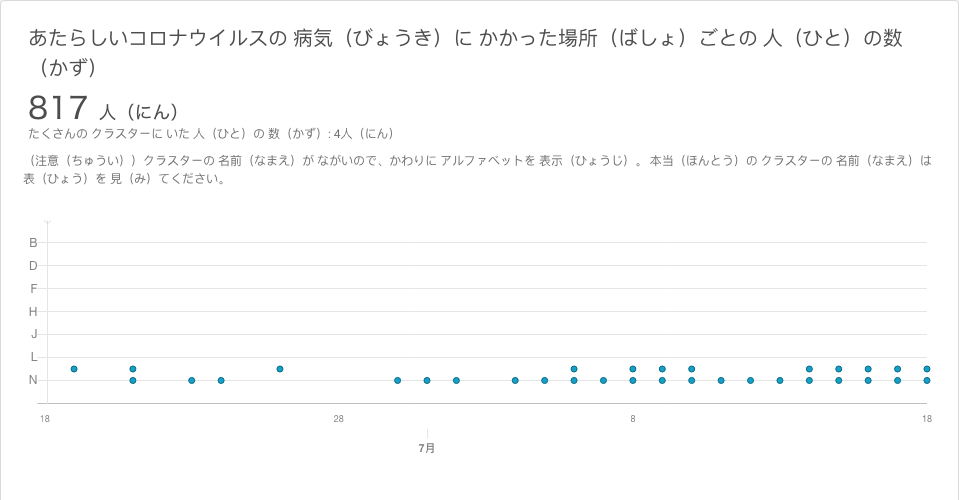 あたらしいコロナウイルスの 病気（びょうき）に かかった場所（ばしょ）ごとの 人（ひと）の数
（かず）
817 人（にん）
たくさんの クラスターに いた 人（ひと）の 数（かず）: 4人（にん）
（注意（ちゅうい））クラスターの 名前（なまえ）が ながいので、かわりに アルファベットを 表示（ひょうじ）。 本当（ほんとう）の クラスターの 名前（なまえ）は
表（ひょう）を 見（み）てください。
B
D
F
H
J
L
N
18 28 8 18
7月